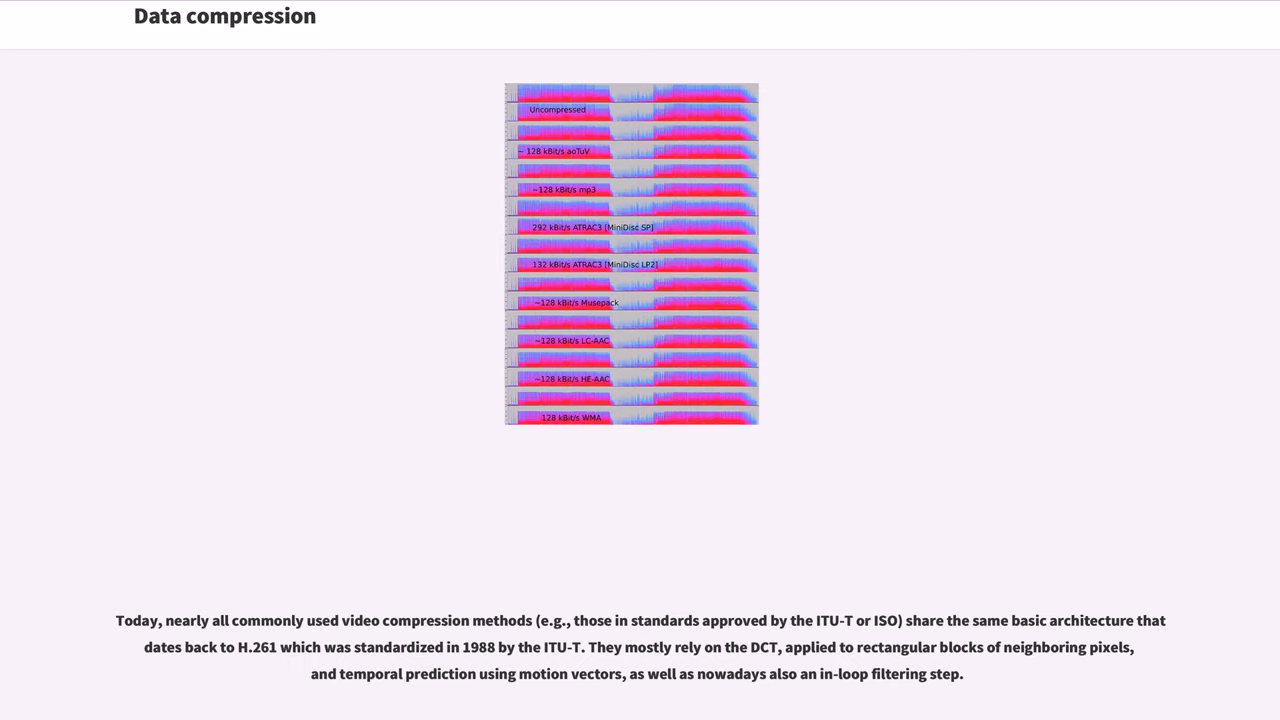 Data compression
Uncompressed
~ 128 kBit/s aoTuV
~128 kBit/s mp3
292 kBit/s ATRAC3 [MiniDisc SP]
132 kBit/s ATRAC3 [MiniDisc LP2]
~128 kBit/s Musepack
~128 kBit/s LC-AAC
~128 kBit/s HE-AAC
128 kBit/s WMA
Today, nearly all commonly used video compression methods (e.g., those in standards approved by the ITU-T or ISO) share the same basic architecture that
dates back to H.261 which was standardized in 1988 by the ITU-T. They mostly rely on the DCT, applied to rectangular blocks of neighboring pixels,
and temporal prediction using motion vectors, as well as nowadays also an in-loop filtering step.